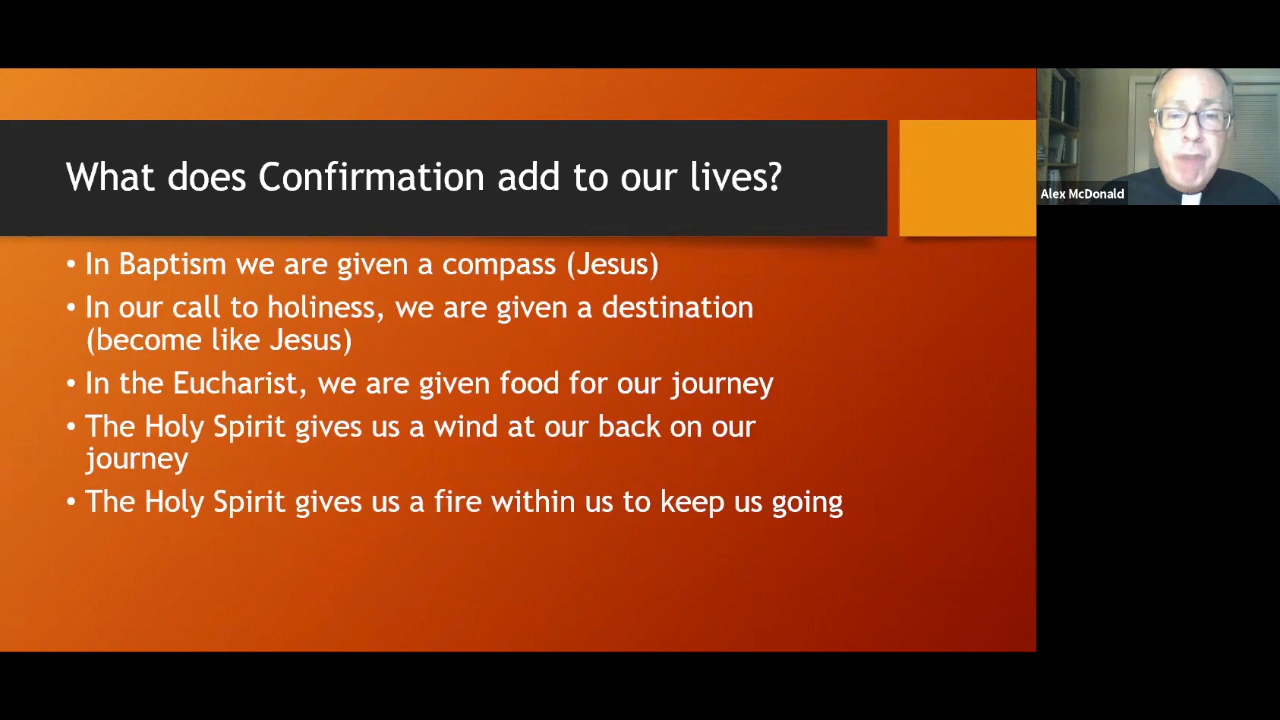 What does Confirmation add to our lives?
• In Baptism we are given a compass (Jesus)
• In our call to holiness, we are given a destination
(become like Jesus)
• In the Eucharist, we are given food for our journey
• The Holy Spirit gives us a wind at our back on our
journey
• The Holy Spirit gives us a fire within us to keep us going
Alex McDonald